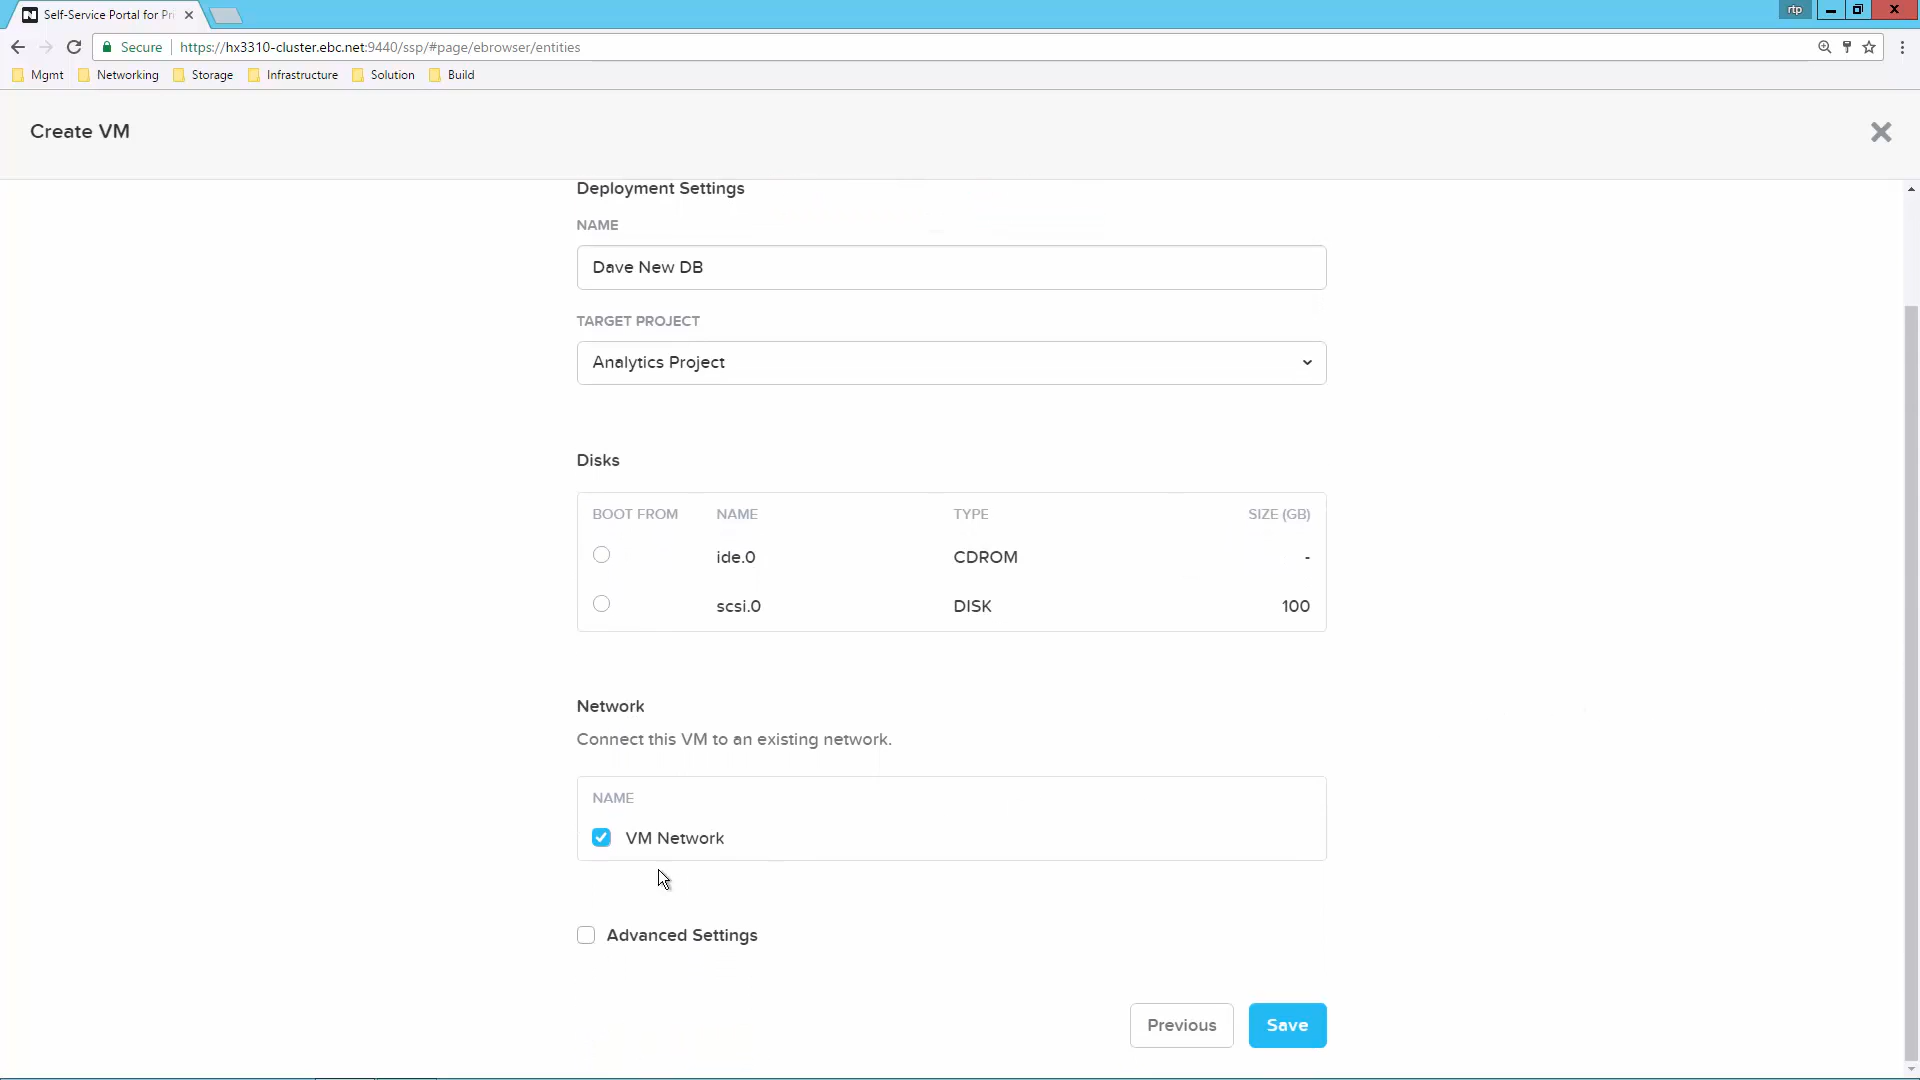 Self-Service Portal for Pri
rtp
Secure
https://hx3310-cluster.ebc.net:9440/ssp/#page/ebrowser/entities
Mgmt Networking Storage Infrastructure Solution Build
Create VM
Deployment Settings
NAME
Dave New DB
TARGET PROJECT
Analytics Project
Disks
BOOT FROM NAME TYPE SIZE (GB)
ide.0 CDROM -
scsi.0 DISK 100
Network
Connect this VM to an existing network.
NAME
VM Network
Advanced Settings
Previous Save